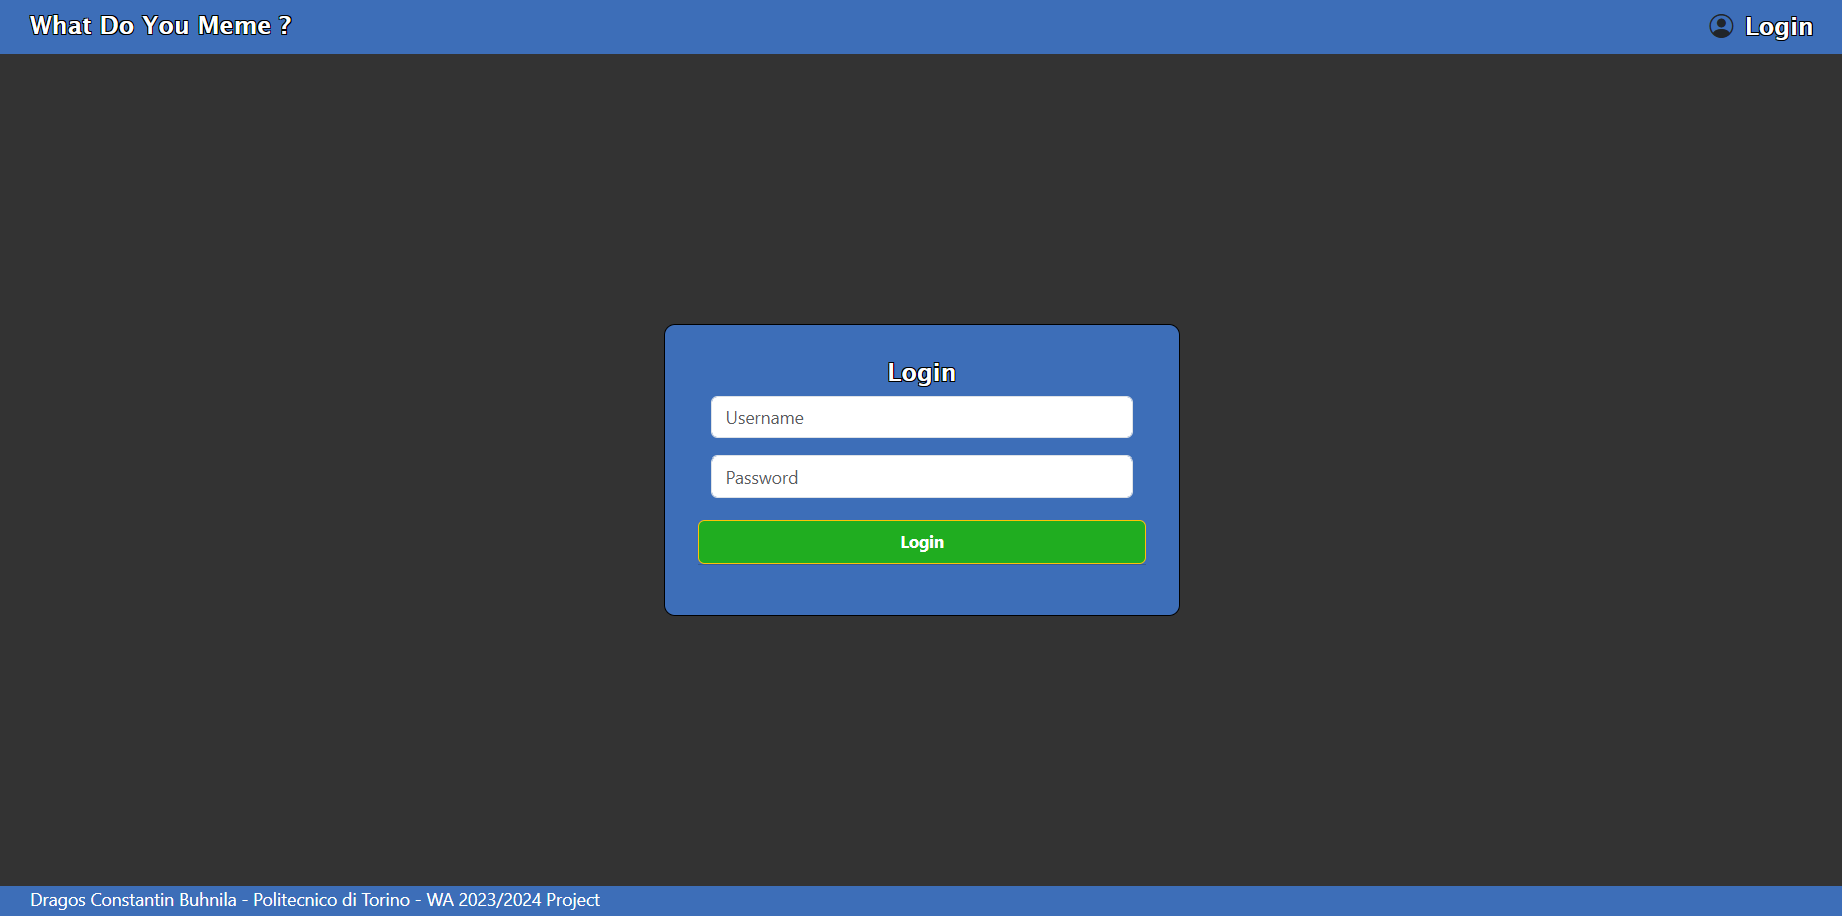 What Do You Meme ?
Login
Login
Username
Password
Login
Dragos Constantin Buhnila - Politecnico di Torino - WA 2023/2024 Project